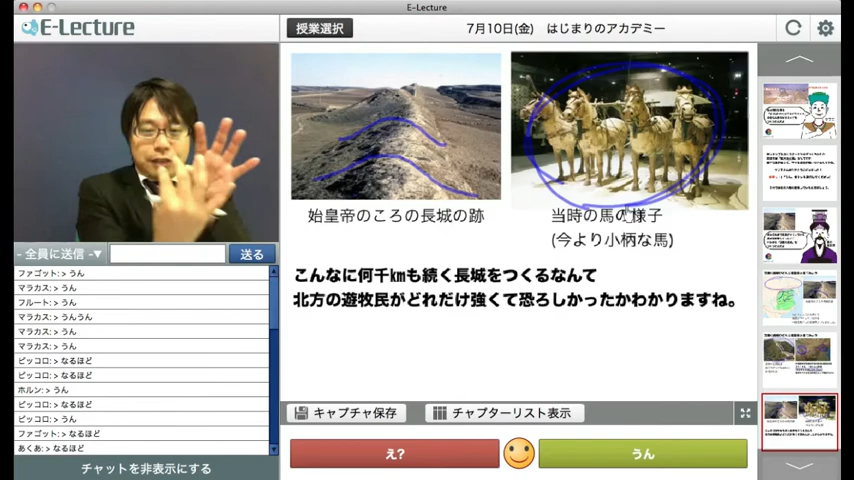 E-Lecture
E-Lecture
授業選択
7月10日(金) はじまりのアカデミー
始皇帝のころの長城の跡
当時の馬の様子
(今より小柄な馬)
こんなに何千㎞も続く長城をつくるなんて
北方の遊牧民がどれだけ強くて恐ろしかったかわかりますね。
- 全員に送信 -▼
送る
ファゴット: > うん
マラカス: > うん
フルート: > うん
マラカス: > うんうん
マラカス: > うん
マラカス: > うん
ピッコロ: > なるほど
ピッコロ: > なるほど
ホルン: > うん
ピッコロ: > なるほど
ピッコロ: > うん
ファゴット: > なるほど
あくあ: > なるほど
チャットを非表示にする
キャプチャ保存
チャプターリスト表示
え?
うん